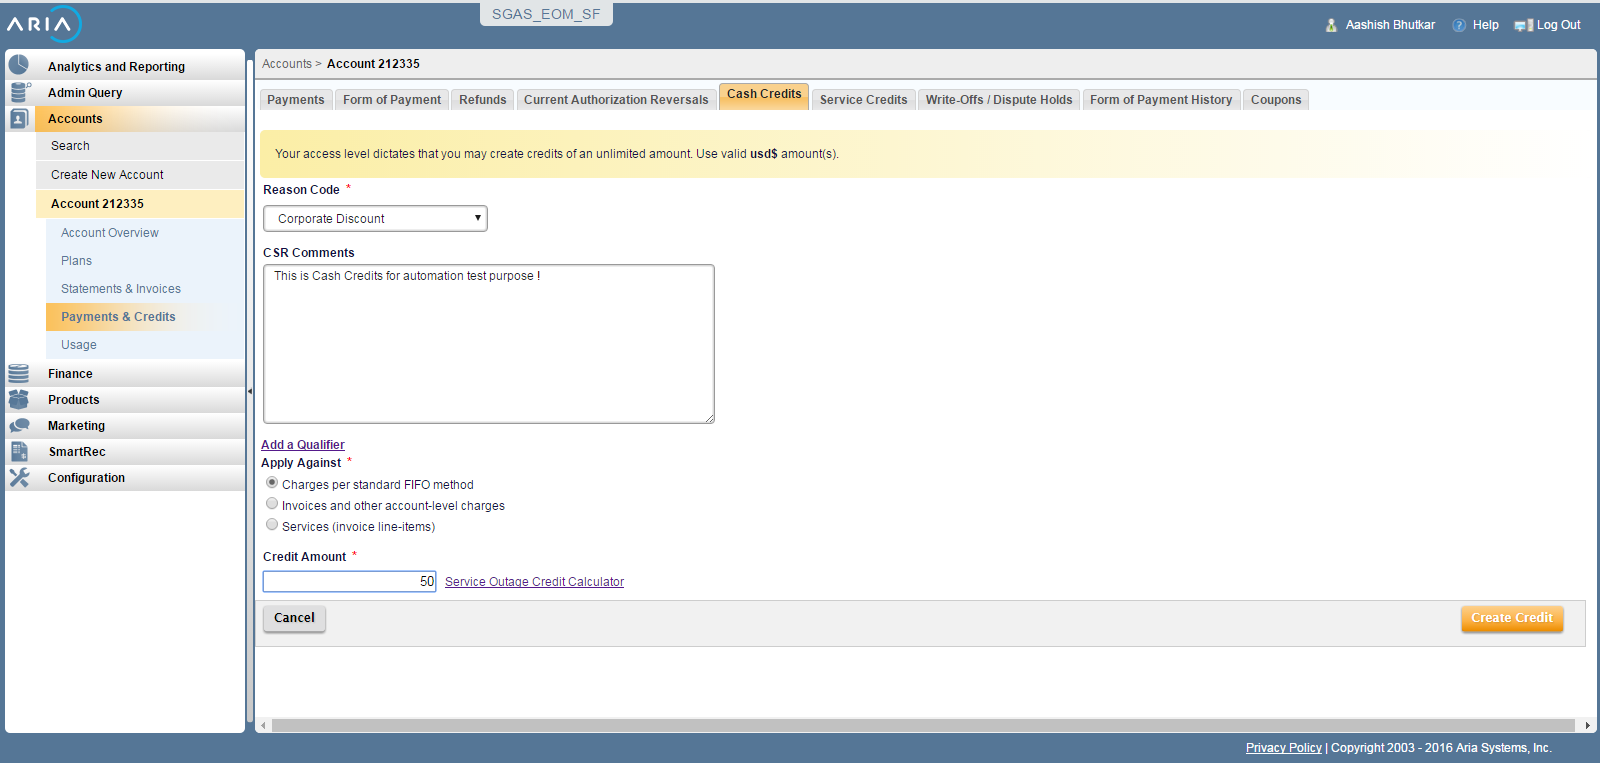 ARIA
SGAS_EOM_SF
Aashish Bhutkar Help Log Out
Analytics and Reporting
Admin Query
Accounts
Search
Create New Account
Account 212335
Account Overview
Plans
Statements & Invoices
Payments & Credits
Usage
Finance
Products
Marketing
SmartRec
Configuration
Accounts > Account 212335
Payments Form of Payment Refunds Current Authorization Reversals Cash Credits Service Credits Write-Offs / Dispute Holds Form of Payment History Coupons
Your access level dictates that you may create credits of an unlimited amount. Use valid usd$ amount(s).
Reason Code *
Corporate Discount
CSR Comments
This is Cash Credits for automation test purpose !
Add a Qualifier
Apply Against *
Charges per standard FIFO method
Invoices and other account-level charges
Services (invoice line-items)
Credit Amount *
50 Service Outage Credit Calculator
Cancel Create Credit
Privacy Policy | Copyright 2003 - 2016 Aria Systems, Inc.